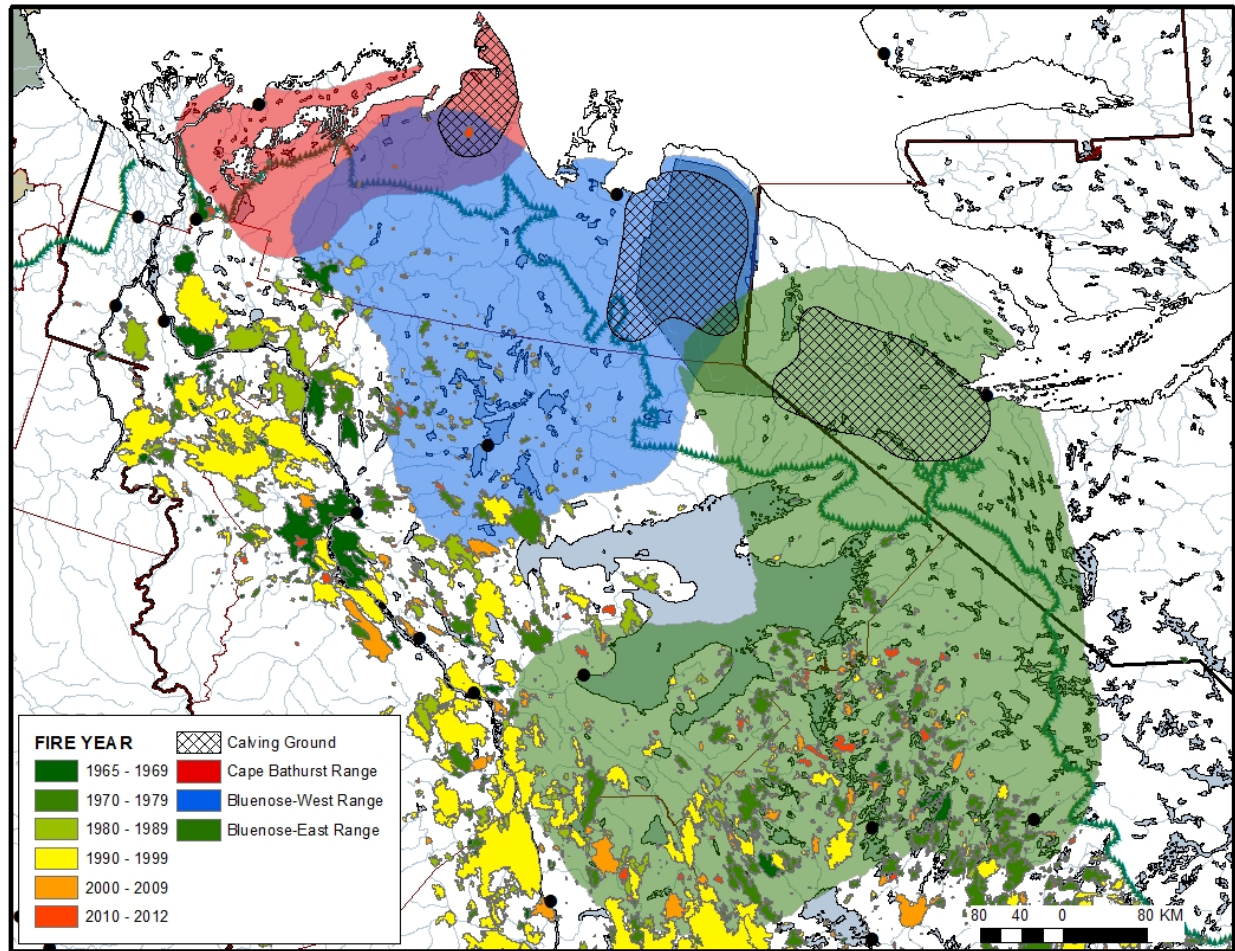 FIRE YEAR
1965 - 1969
1970 - 1979
1980 - 1989
1990 - 1999
2000 - 2009
2010 - 2012
Calving Ground
Cape Bathurst Range
Bluenose-West Range
Bluenose-East Range
80 40 0 80 KM